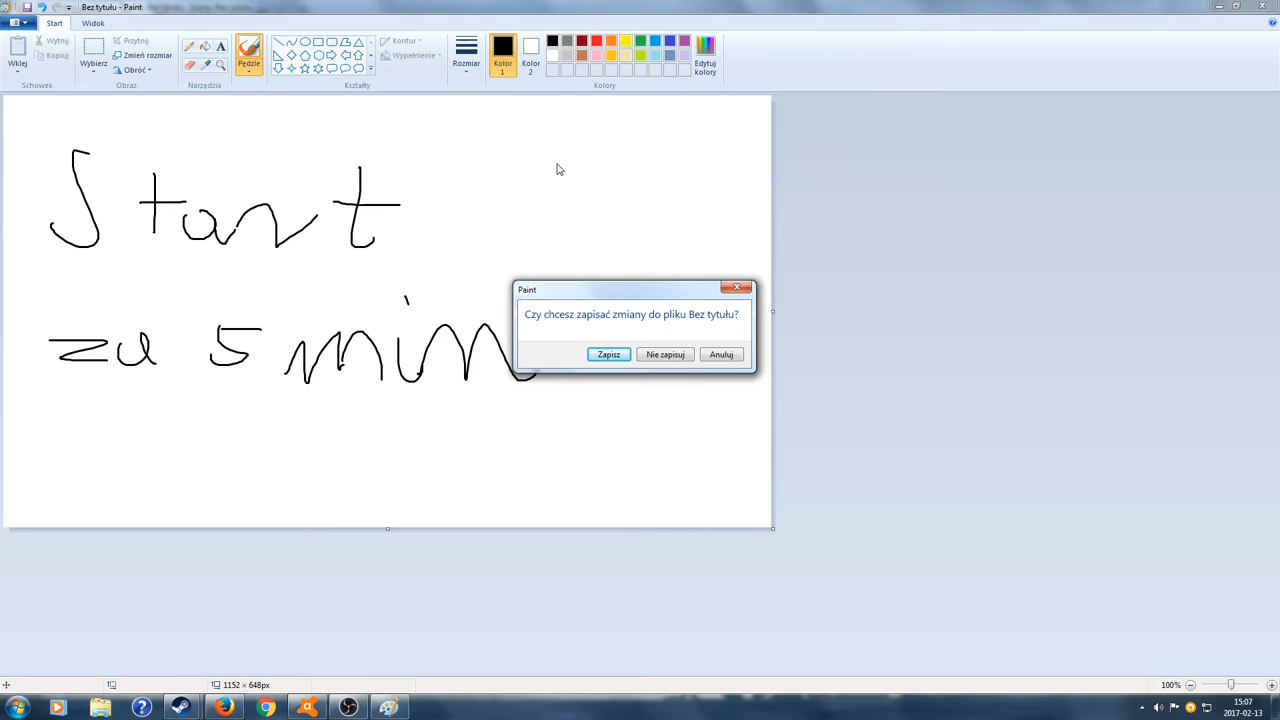 Bez tytułu - Paint
Start
Widok
Wklej
Wytnij
Kopiuj
Schowek
Wybierz
Przytnij
Zmień rozmiar
Obróć
Obraz
Narzędzia
Pędzle
Kształty
Kontur
Wypełnienie
Rozmiar
Kolor
1
Kolor
2
Edytuj
kolory
Kolory
Start
za 5 min
Paint
Czy chcesz zapisać zmiany do pliku Bez tytułu?
Zapisz
Nie zapisuj
Anuluj
1152 × 648px
100%
15:07
2017-02-13